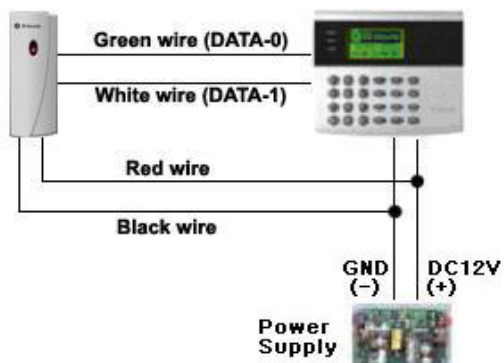 Green wire (DATA-0)
White wire (DATA-1)
Red wire
Black wire
GND DC12V
(-) (+)
Power
Supply